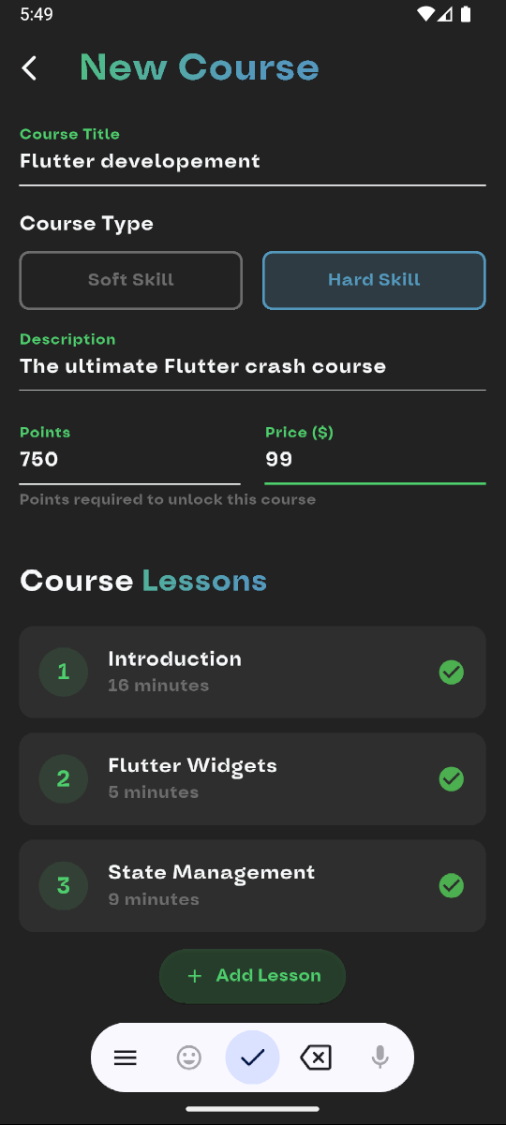 5:49
New Course
Course Title
Flutter developement
Course Type
Soft Skill
Hard Skill
Description
The ultimate Flutter crash course
Points
Price ($)
750
99
Points required to unlock this course
Course Lessons
1
Introduction
16 minutes
2
Flutter Widgets
5 minutes
3
State Management
9 minutes
+ Add Lesson